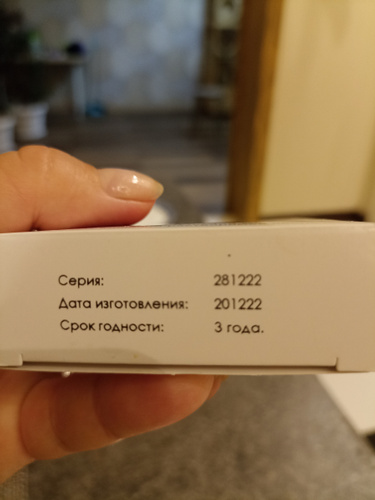 Серия: 281222
Дата изготовления: 201222
Срок годности: 3 года.